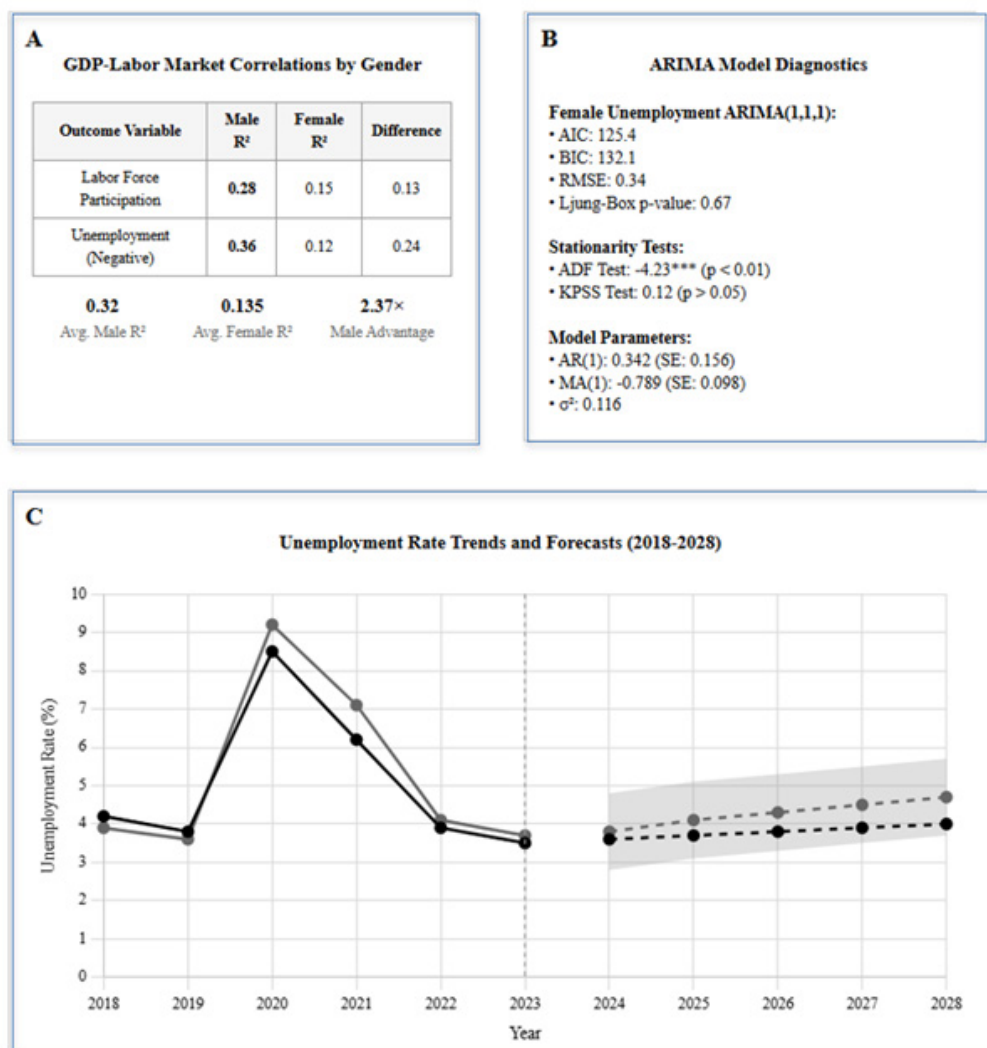 A
GDP-Labor Market Correlations by Gender
Outcome Variable
Male
R²
Female
R²
Difference
Labor Force
Participation
0.28
0.15
0.13
Unemployment
(Negative)
0.36
0.12
0.24
0.32
0.135
2.37×
Avg. Male R²
Avg. Female R²
Male Advantage
B
ARIMA Model Diagnostics
Female Unemployment ARIMA(1,1,1):
• AIC: 125.4
• BIC: 132.1
• RMSE: 0.34
• Ljung-Box p-value: 0.67
Stationarity Tests:
• ADF Test: -4.23*** (p < 0.01)
• KPSS Test: 0.12 (p > 0.05)
Model Parameters:
• AR(1): 0.342 (SE: 0.156)
• MA(1): -0.789 (SE: 0.098)
• σ²: 0.116
C
Unemployment Rate Trends and Forecasts (2018-2028)
Unemployment Rate (%)
10
9
8
7
6
5
4
3
2
1
0
2018 2019 2020 2021 2022 2023 2024 2025 2026 2027 2028
Year